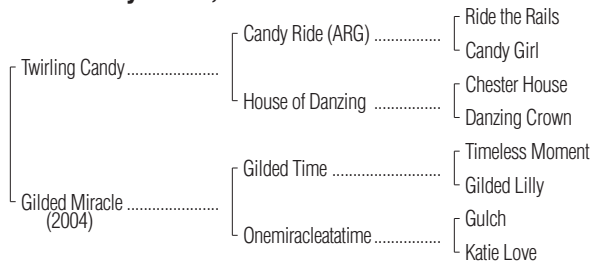 Ride the Rails
Candy Ride (ARG) ................
Candy Girl
Twirling Candy ......................
Chester House
House of Danzing ................
Danzing Crown
Timeless Moment
Gilded Time ..........................
Gilded Lilly
Gilded Miracle ......................
(2004)
Gulch
Onemiracleatatime................
Katie Love